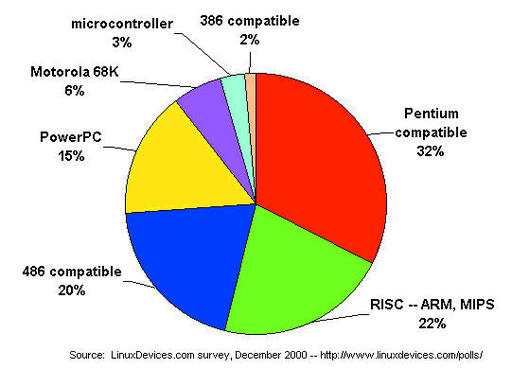 microcontroller
3%
386 compatible
2%
Motorola 68K
6%
Pentium
compatible
32%
PowerPC
15%
486 compatible
20%
RISC -- ARM, MIPS
22%
Source: LinuxDevices.com survey, December 2000 -- http://www.linuxdevices.com/polls/